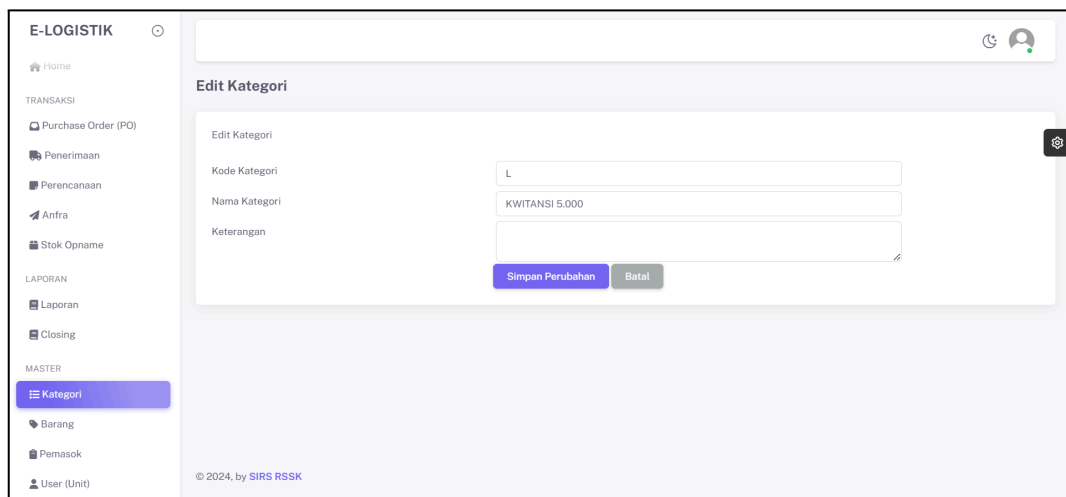 E-LOGISTIK
Home
TRANSAKSI
Purchase Order (PO)
Penerimaan
Perencanaan
Anfra
Stok Opname
LAPORAN
Laporan
Closing
MASTER
Kategori
Barang
Pemasok
User (Unit)
Edit Kategori
Edit Kategori
Kode Kategori
L
Nama Kategori
KWITANSI 5.000
Keterangan
Simpan Perubahan Batal
© 2024, by SIRS RSSK